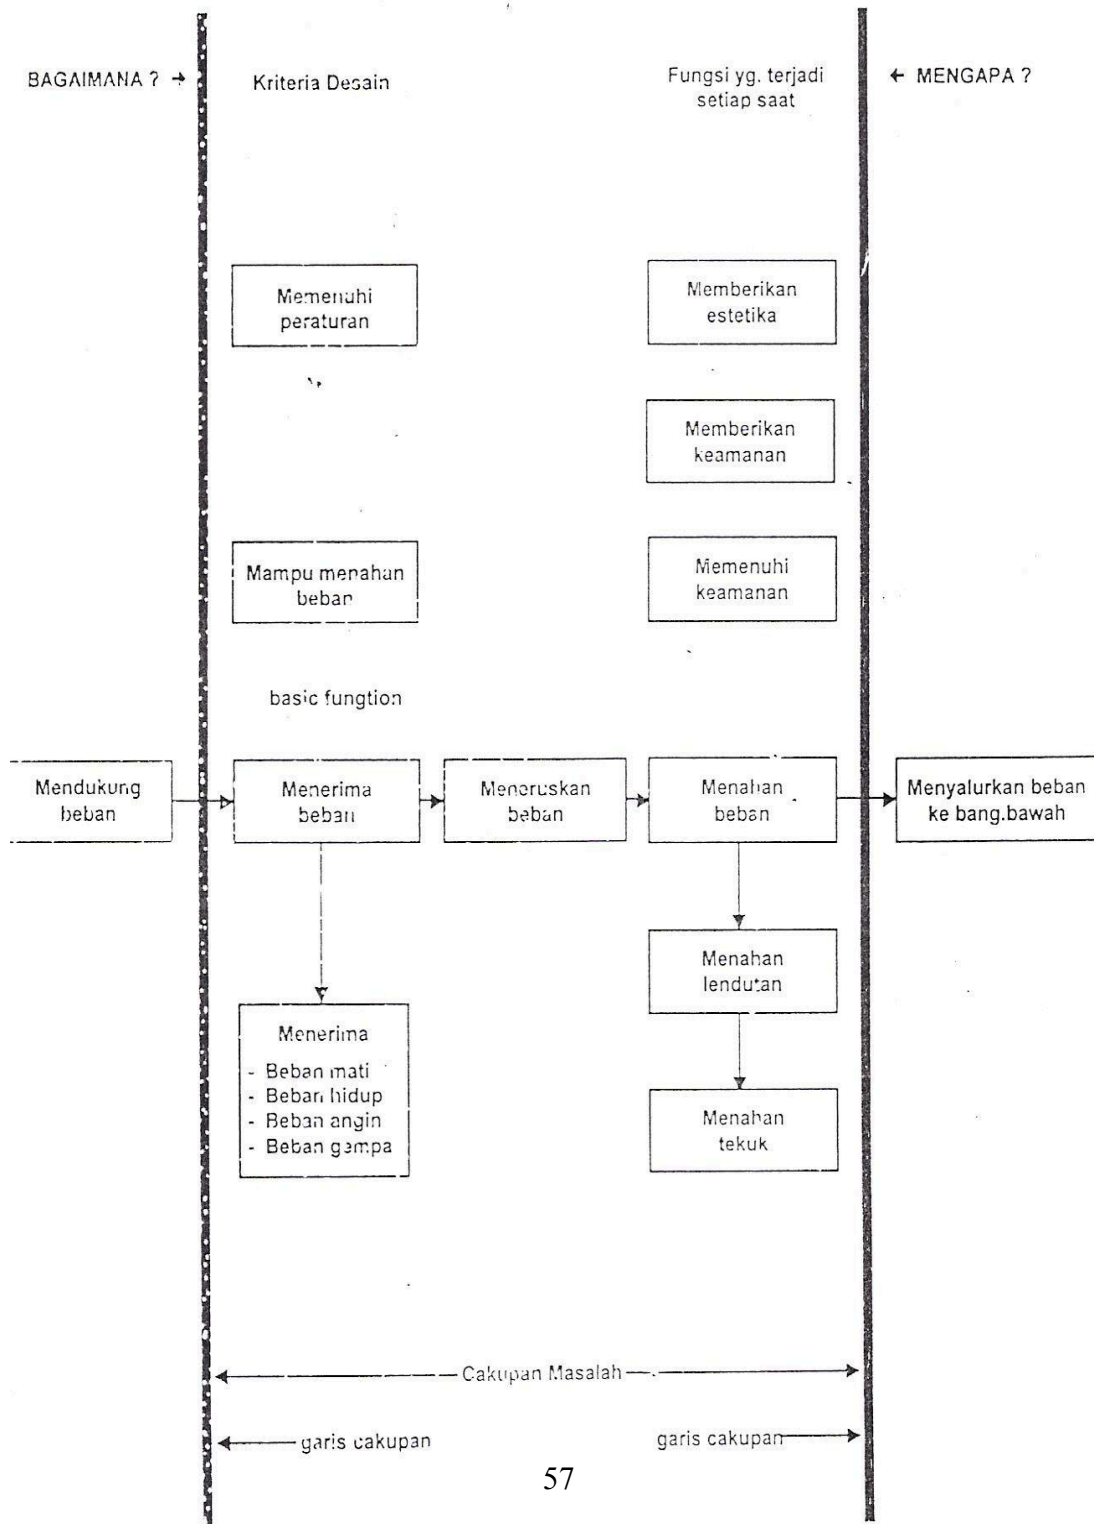 BAGAIMANA ? →
Kriteria Desain
Fungsi yg. terjadi
setiap saat
← MENGAPA ?
Memenuhi
peraturan
Memberikan
estetika
Memberikan
keamanan
Mampu menahan
beban
Memenuhi
keamanan
basic fungtion
Mendukung
beban
Menerima
beban
Meneruskan
beban
Menahan
beban
Menyalurkan beban
ke bang.bawah
Menahan
lendutan
Menerima
- Beban mati
- Beban hidup
- Beban angin
- Beban gempa
Menahan
tekuk
Cakupan Masalah
garis cakupan
garis cakupan
57